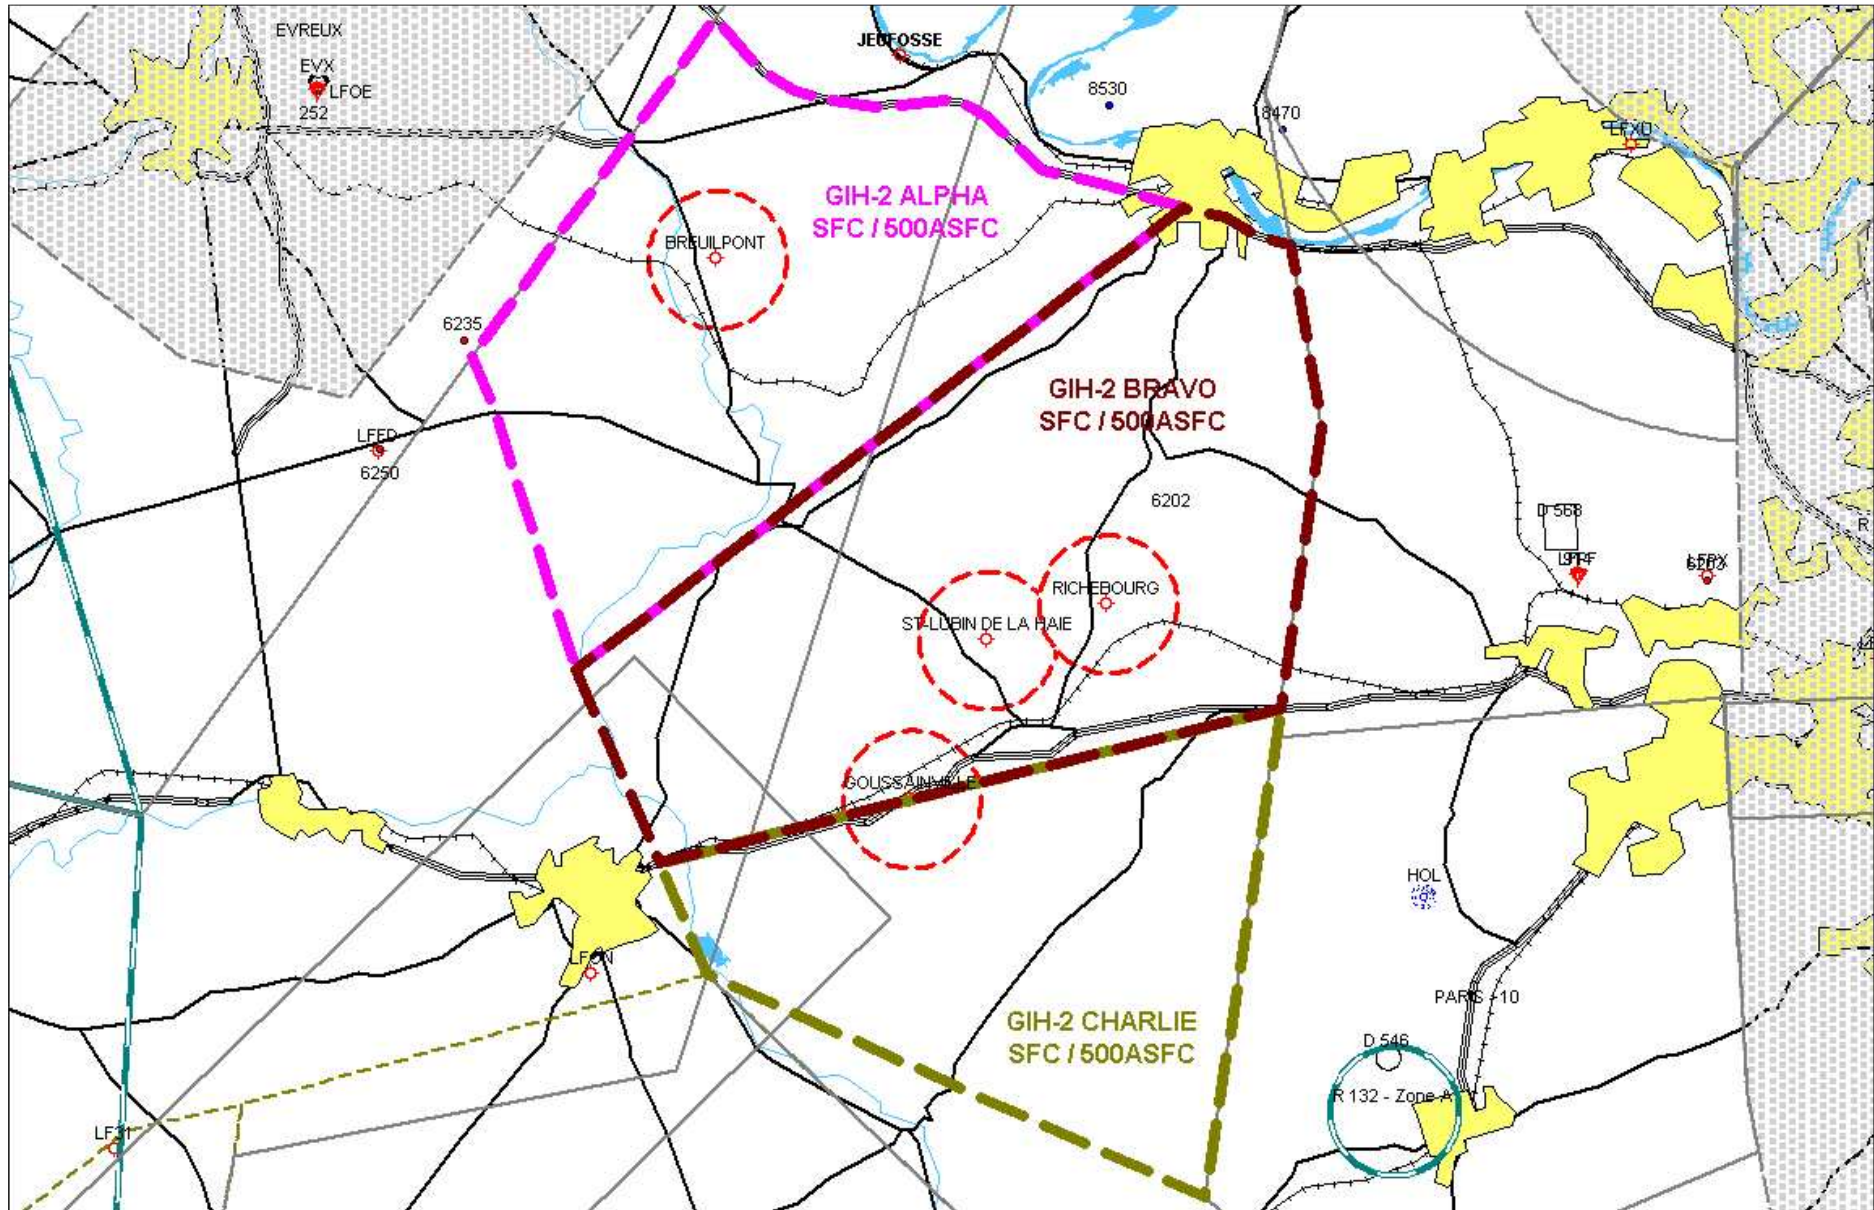 EVREUX
EVX
LFOE
252
JEUFOSSE
8530
8470
LFXU
GIH-2 ALPHA
SFC / 500ASFC
BREUILPONT
6235
GIH-2 BRAVO
SFC / 500ASFC
LFFD
6250
6202
D 568
R
LFPX
RICHEBOURG
ST-LUBIN DE LA HAIE
GOUSSAINVILLE
HOL
LFON
PARIS -10
GIH-2 CHARLIE
SFC / 500ASFC
D 546
R 132 - Zone A
LF31